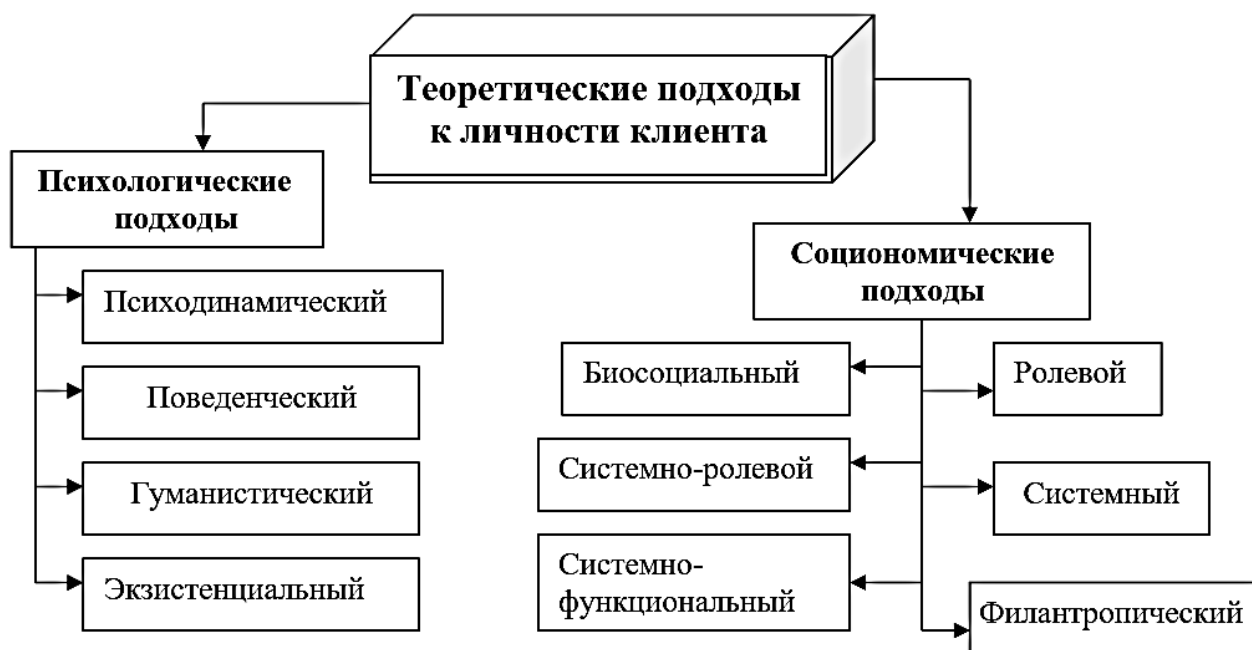 Теоретические подходы
к личности клиента
Психологические
подходы
Психодинамический
Поведенческий
Гуманистический
Экзистенциальный
Социономические
подходы
Биосоциальный
Ролевой
Системно-ролевой
Системный
Системно-
функциональный
Филантропический